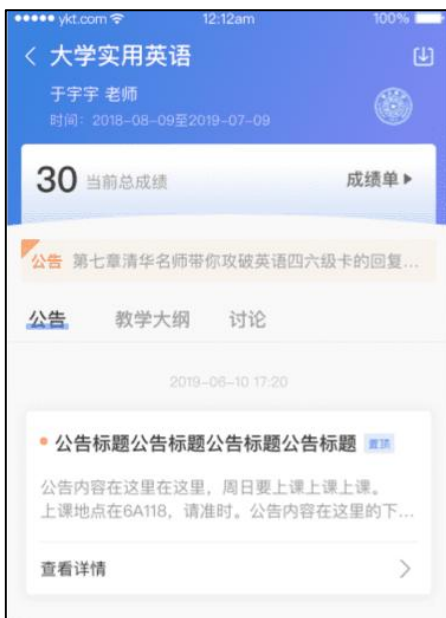 ykt.com 12:12am 100%
大学实用英语
于宇宇 老师
时间：2018-08-09至2019-07-09
30 当前总成绩 成绩单
公告 第七章清华名师带你攻破英语四六级卡的回复...
公告 教学大纲 讨论
2019-06-10 17:20
公告标题公告标题公告标题公告标题 置顶
公告内容在这里在这里，周日要上课上课上课。
上课地点在6A118，请准时。公告内容在这里的下...
查看详情